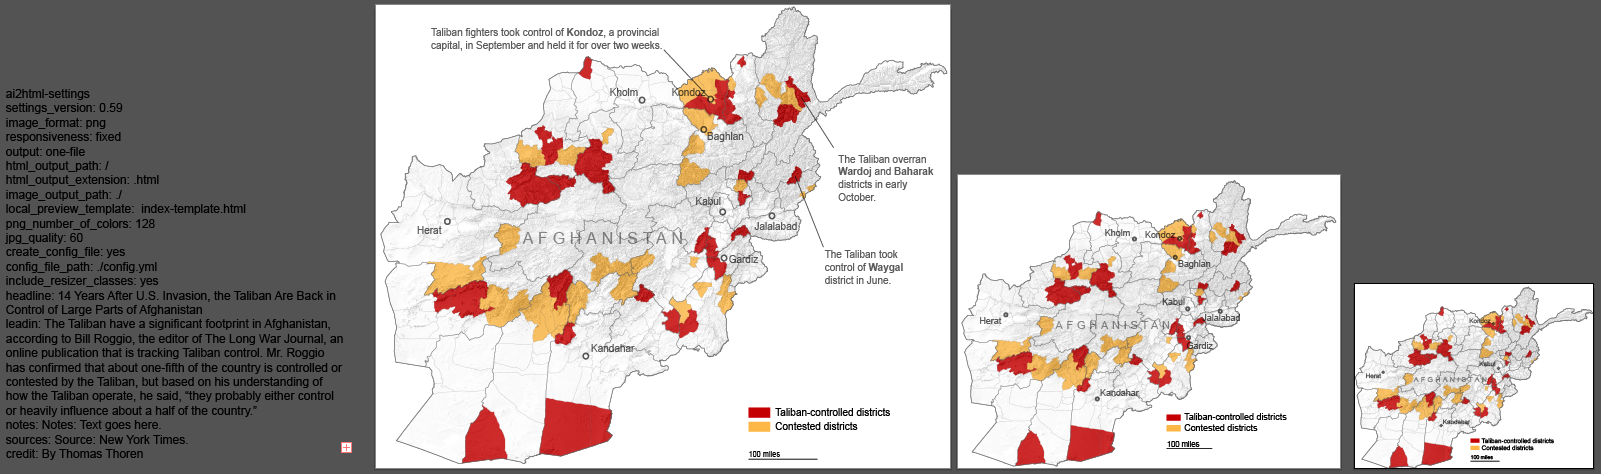 ai2html-settings
settings_version: 0.59
image_format: png
responsiveness: fixed
output: one-file
html_output_path: /
html_output_extension: .html
image_output_path: ./
local_preview_template:  index-template.html
png_number_of_colors: 128
jpg_quality: 60
create_config_file: yes
config_file_path: ./config.yml
include_resizer_classes: yes
headline: 14 Years After U.S. Invasion, the Taliban Are Back in
Control of Large Parts of Afghanistan
leadin: The Taliban have a significant footprint in Afghanistan,
according to Bill Roggio, the editor of The Long War Journal, an
online publication that is tracking Taliban control. Mr. Roggio
has confirmed that about one-fifth of the country is controlled or
contested by the Taliban, but based on his understanding of
how the Taliban operate, he said, “they probably either control
or heavily influence about a half of the country.”
notes: Notes: Text goes here.
sources: Source: New York Times.
credit: By Thomas Thoren
Taliban fighters took control of Kondoz, a provincial
capital, in September and held it for over two weeks.
Kholm
Kondoz
Baghlan
The Taliban overran
Wardoj and Baharak
districts in early
October.
Kabul
Jalalabad
Herat
AFGHANISTAN
Gardiz
The Taliban took
control of Waygal
district in June.
Kandahar
Taliban-controlled districts
Contested districts
100 miles
Kholm
Kondoz
Baghlan
Kabul
Jalalabad
Herat
AFGHANISTAN
Gardiz
Kandahar
Taliban-controlled districts
Contested districts
100 miles
Kondoz
Kabul
Herat
AFGHANISTAN
Kandahar
Taliban-controlled districts
Contested districts
100 miles